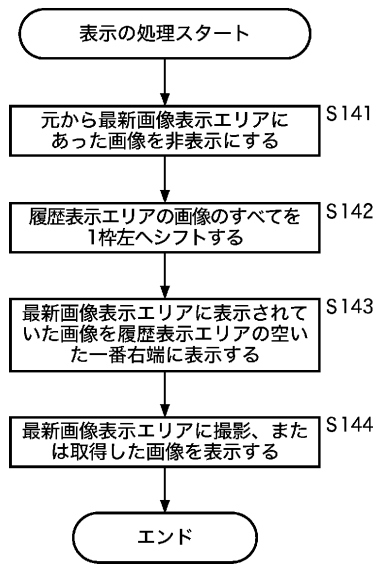 表示の処理スタート
元から最新画像表示エリアに
あった画像を非表示にする
S141
履歴表示エリアの画像のすべてを
1枠左へシフトする
S142
最新画像表示エリアに表示されて
いた画像を履歴表示エリアの空い
た一番右端に表示する
S143
最新画像表示エリアに撮影、また
は取得した画像を表示する
S144
エンド